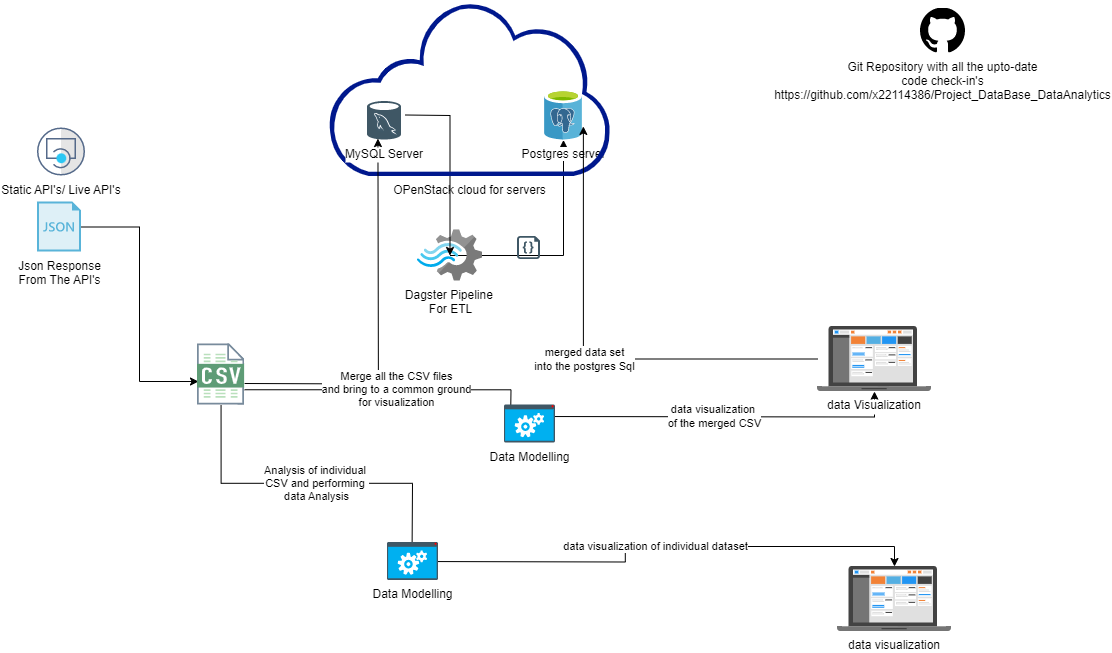 Git Repository with all the upto-date
code check-in's
https://github.com/x22114386/Project_DataBase_DataAnalytics
MySQL Server
Postgres server
OPenStack cloud for servers
Static API's/ Live API's
JSON
Json Response
From The API's
{}
Dagster Pipeline
For ETL
CSV
Merge all the CSV files
and bring to a common ground
for visualization
merged data set
into the postgres Sql
data Visualization
data visualization
of the merged CSV
Data Modelling
Analysis of individual
CSV and performing
data Analysis
Data Modelling
data visualization of individual dataset
data visualization